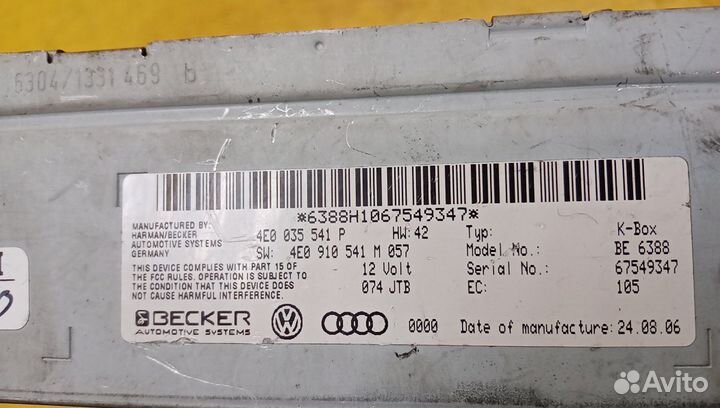 6304/1331 469 b
*6388H1067549347*
MANUFACTURED BY:
HARMAN/BECKER
AUTOMOTIVE SYSTEMS
GERMANY
4E0 035 541 P HW: 42 Typ: K-Box
SW: 4E0 910 541 M 057 Model No.: BE 6388
THIS DEVICE COMPLIES WITH PART 15 OF
THE FCC RULES. OPERATION IS SUBJECT TO
THE CONDITION THAT THIS DEVICE DOES
NOT CAUSE HARMFUL INTERFERENCE.
12 Volt Serial No.: 67549347
074 JTB EC: 105
BECKER
AUTOMOTIVE SYSTEMS
0000 Date of manufacture: 24.08.06
Avito